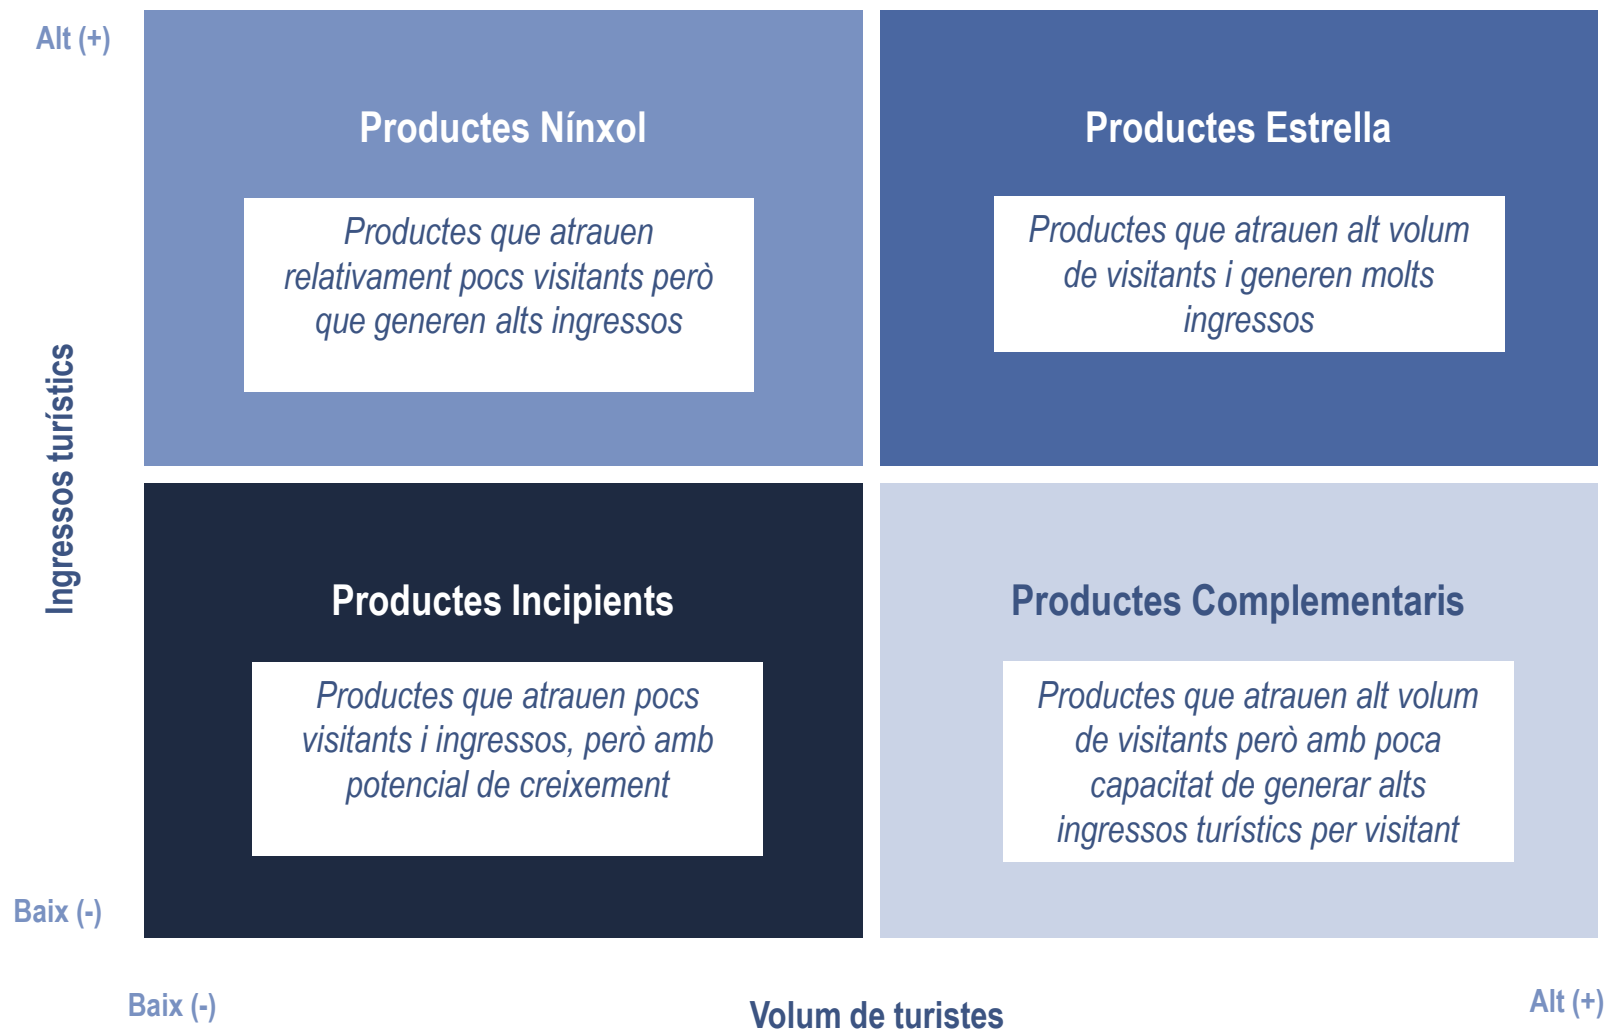 Alt (+)
Productes Nínxol
Productes que atrauen
relativament pocs visitants però
que generen alts ingressos
Productes Estrella
Productes que atrauen alt volum
de visitants i generen molts
ingressos
Ingressos turístics
Productes Incipients
Productes que atrauen pocs
visitants i ingressos, però amb
potencial de creixement
Productes Complementaris
Productes que atrauen alt volum
de visitants però amb poca
capacitat de generar alts
ingressos turístics per visitant
Baix (-)
Baix (-)
Volum de turistes
Alt (+)